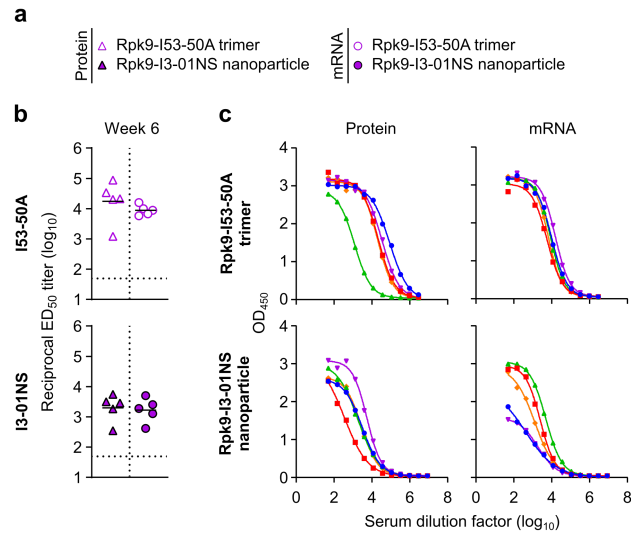 a
Protein
Rpk9-I53-50A trimer
Rpk9-I3-01NS nanoparticle
mRNA
Rpk9-I53-50A trimer
Rpk9-I3-01NS nanoparticle
b
Week 6
I53-50A
I3-01NS
Reciprocal ED50 titer (log10)
6
5
4
3
2
1
6
5
4
3
2
1
c
Protein
mRNA
Rpk9-I53-50A
trimer
Rpk9-I3-01NS
nanoparticle
OD450
4
3
2
1
0
4
3
2
1
0
0 2 4 6 8
0 2 4 6 8
Serum dilution factor (log10)